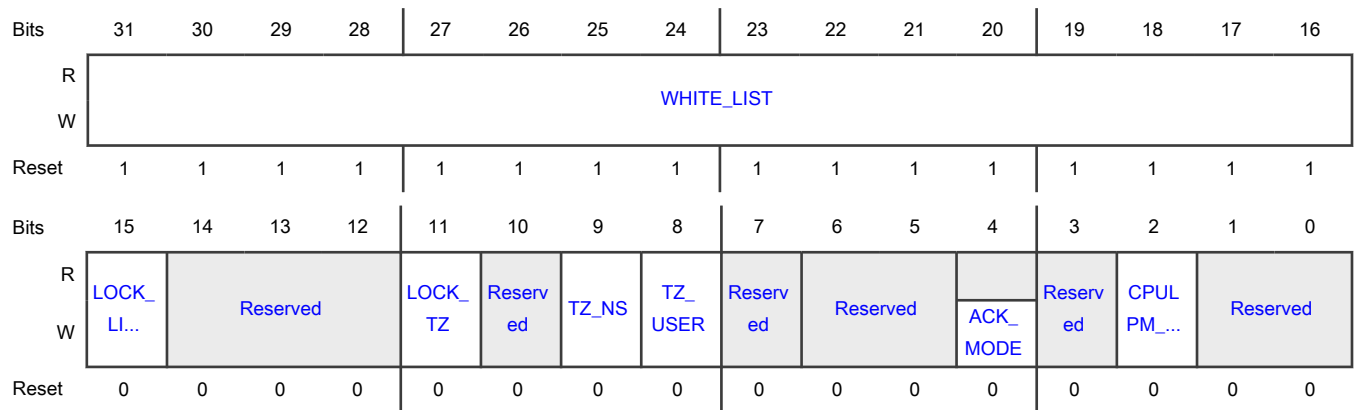 Bits 31 30 29 28 27 26 25 24 23 22 21 20 19 18 17 16
R
WHITE_LIST
W
Reset 1 1 1 1 1 1 1 1 1 1 1 1 1 1 1 1
Bits 15 14 13 12 11 10 9 8 7 6 5 4 3 2 1 0
R
LOCK_
LI...
Reserved
LOCK_
TZ
Reserv
ed
TZ_NS
TZ_
USER
Reserv
ed
Reserved
ACK_
MODE
Reserv
ed
CPUL
PM_...
Reserved
W
Reset 0 0 0 0 0 0 0 0 0 0 0 0 0 0 0 0